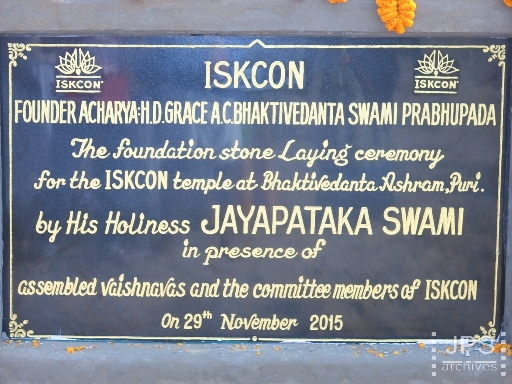 ISKCON
ISKCON
ISKCON
FOUNDER ACHARYA·H.D.GRACE A.C.BHAKTIVEDANTA SWAMI PRABHUPADA
The foundation stone Laying ceremony
for the ISKCON temple at Bhaktivedanta Ashram, Puri.
by His Holiness JAYAPATAKA SWAMI
in presence of
assembled vaishnavas and the committee members of ISKCON
On 29th November 2015
JPS
archives